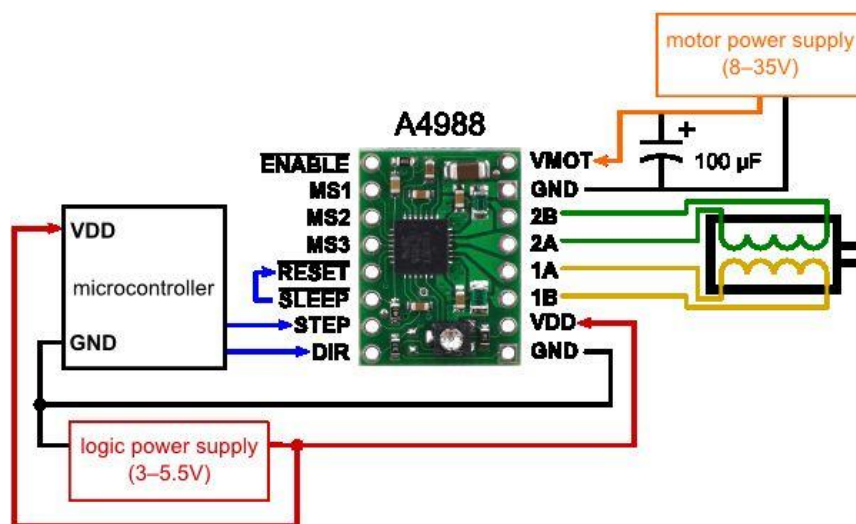 motor power supply
(8–35V)
A4988
ENABLE
MS1
MS2
MS3
RESET
SLEEP
STEP
DIR
VMOT
GND
2B
2A
1A
1B
VDD
GND
+
100 µF
VDD
microcontroller
GND
logic power supply
(3–5.5V)